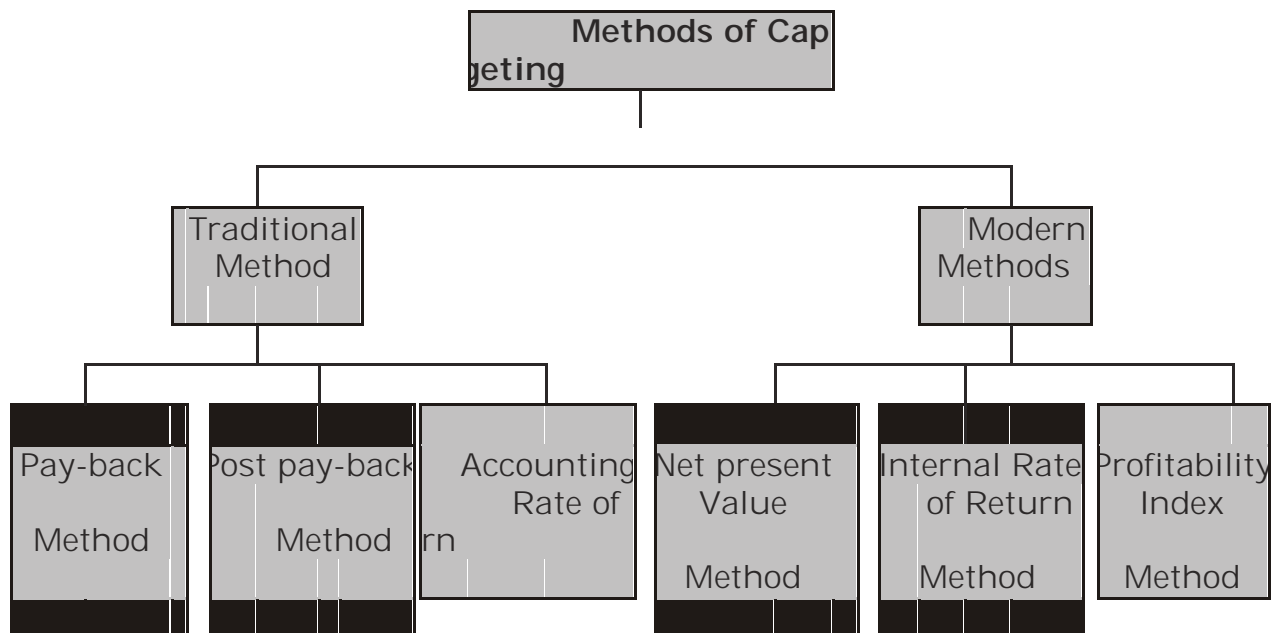 Methods of Cap
geting
Traditional
Method
Modern
Methods
Pay-back
Method
Post pay-back
Method
Accounting
Rate of
rn
Net present
Value
Method
Internal Rate
of Return
Method
Profitability
Index
Method